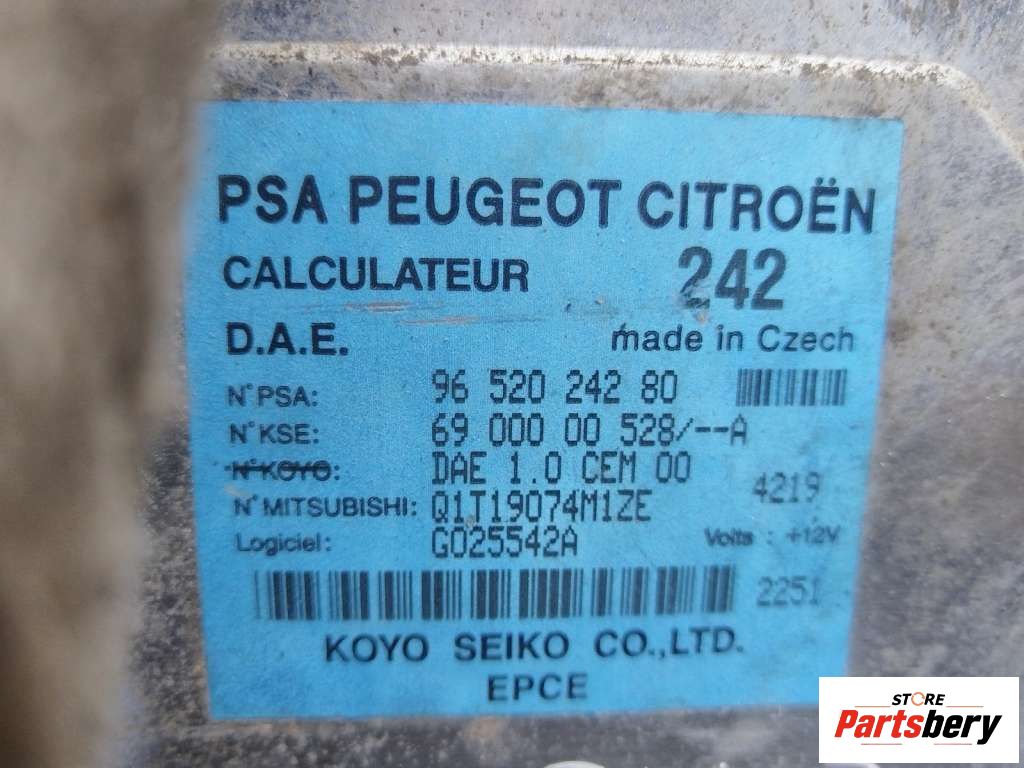 PSA PEUGEOT CITROËN
CALCULATEUR 242
D.A.E. made in Czech
N° PSA: 96 520 242 80
N° KSE: 69 000 00 528/--A
N° KOYO: DAE 1.0 CEM 00
4219
N° MITSUBISHI: Q1T19074M1ZE
Logiciel: G025542A Volts : +12V
2251
KOYO SEIKO CO.,LTD.
EPCE
STORE
Partsbery